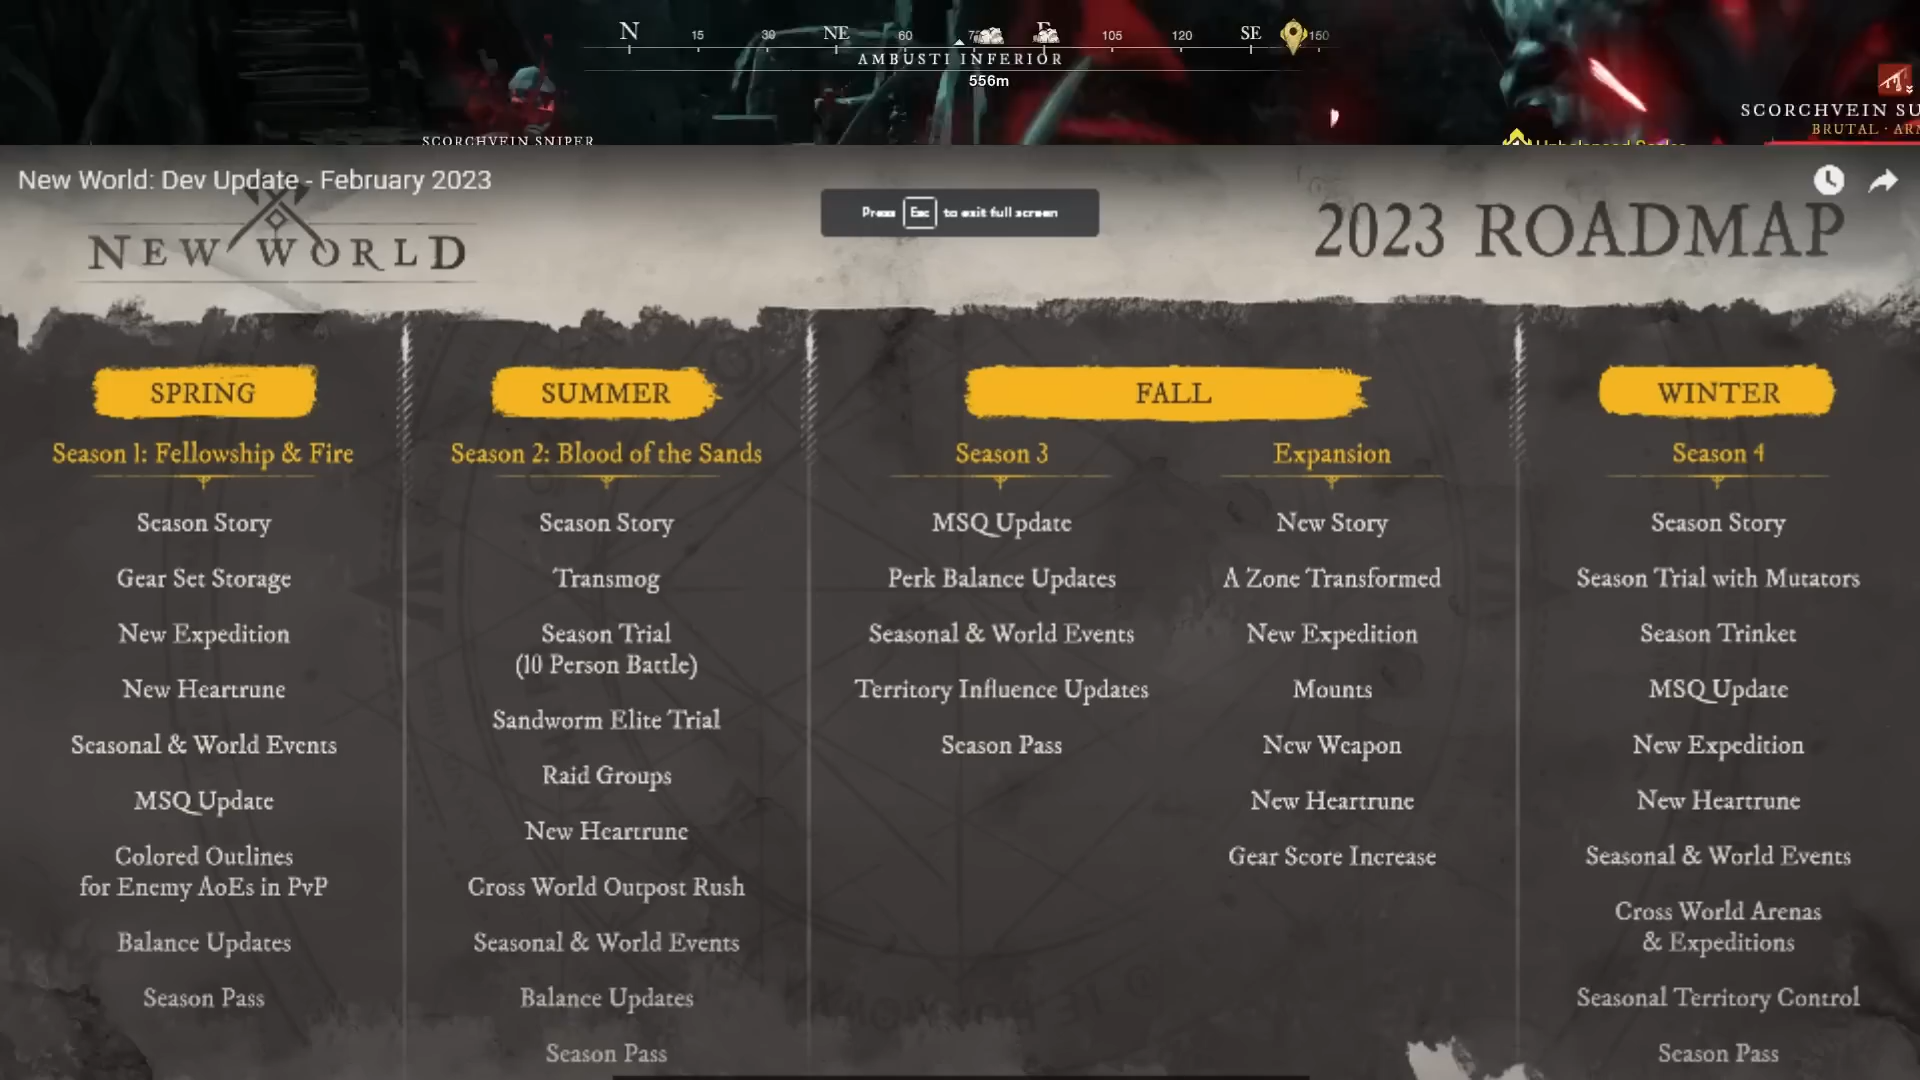 N 15 30 NE 60 E 105 120 SE 150
AMBUSTI INFERIOR
556m
SCORCHVEIN SNIPER
SCORCHVEIN
BRUTAL
New World: Dev Update - February 2023
Press Esc to exit full screen
NEW WORLD
2023 ROADMAP
SPRING
Season 1: Fellowship & Fire
Season Story
Gear Set Storage
New Expedition
New Heartrune
Seasonal & World Events
MSQ Update
Colored Outlines
for Enemy AoEs in PvP
Balance Updates
Season Pass
SUMMER
Season 2: Blood of the Sands
Season Story
Transmog
Season Trial
(10 Person Battle)
Sandworm Elite Trial
Raid Groups
New Heartrune
Cross World Outpost Rush
Seasonal & World Events
Balance Updates
Season Pass
FALL
Season 3
MSQ Update
Perk Balance Updates
Seasonal & World Events
Territory Influence Updates
Season Pass
Expansion
New Story
A Zone Transformed
New Expedition
Mounts
New Weapon
New Heartrune
Gear Score Increase
WINTER
Season 4
Season Story
Season Trial with Mutators
Season Trinket
MSQ Update
New Expedition
New Heartrune
Seasonal & World Events
Cross World Arenas
& Expeditions
Seasonal Territory Control
Season Pass